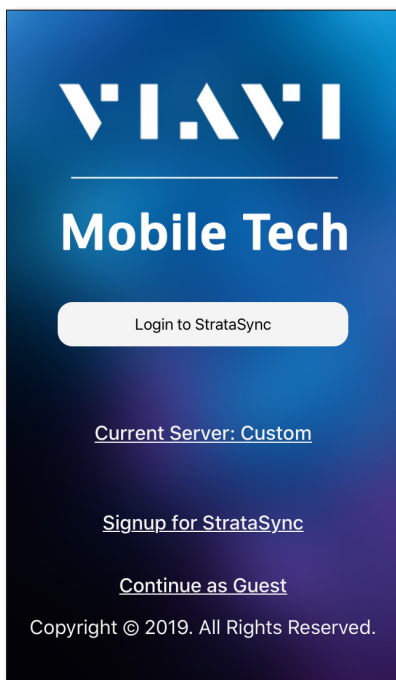 VIAVI
Mobile Tech
Login to StrataSync
Current Server: Custom
Signup for StrataSync
Continue as Guest
Copyright © 2019. All Rights Reserved.